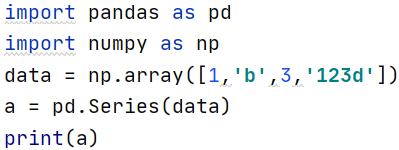 import pandas as pd
import numpy as np
data = np.array([1,'b',3,'123d'])
a = pd.Series(data)
print(a)